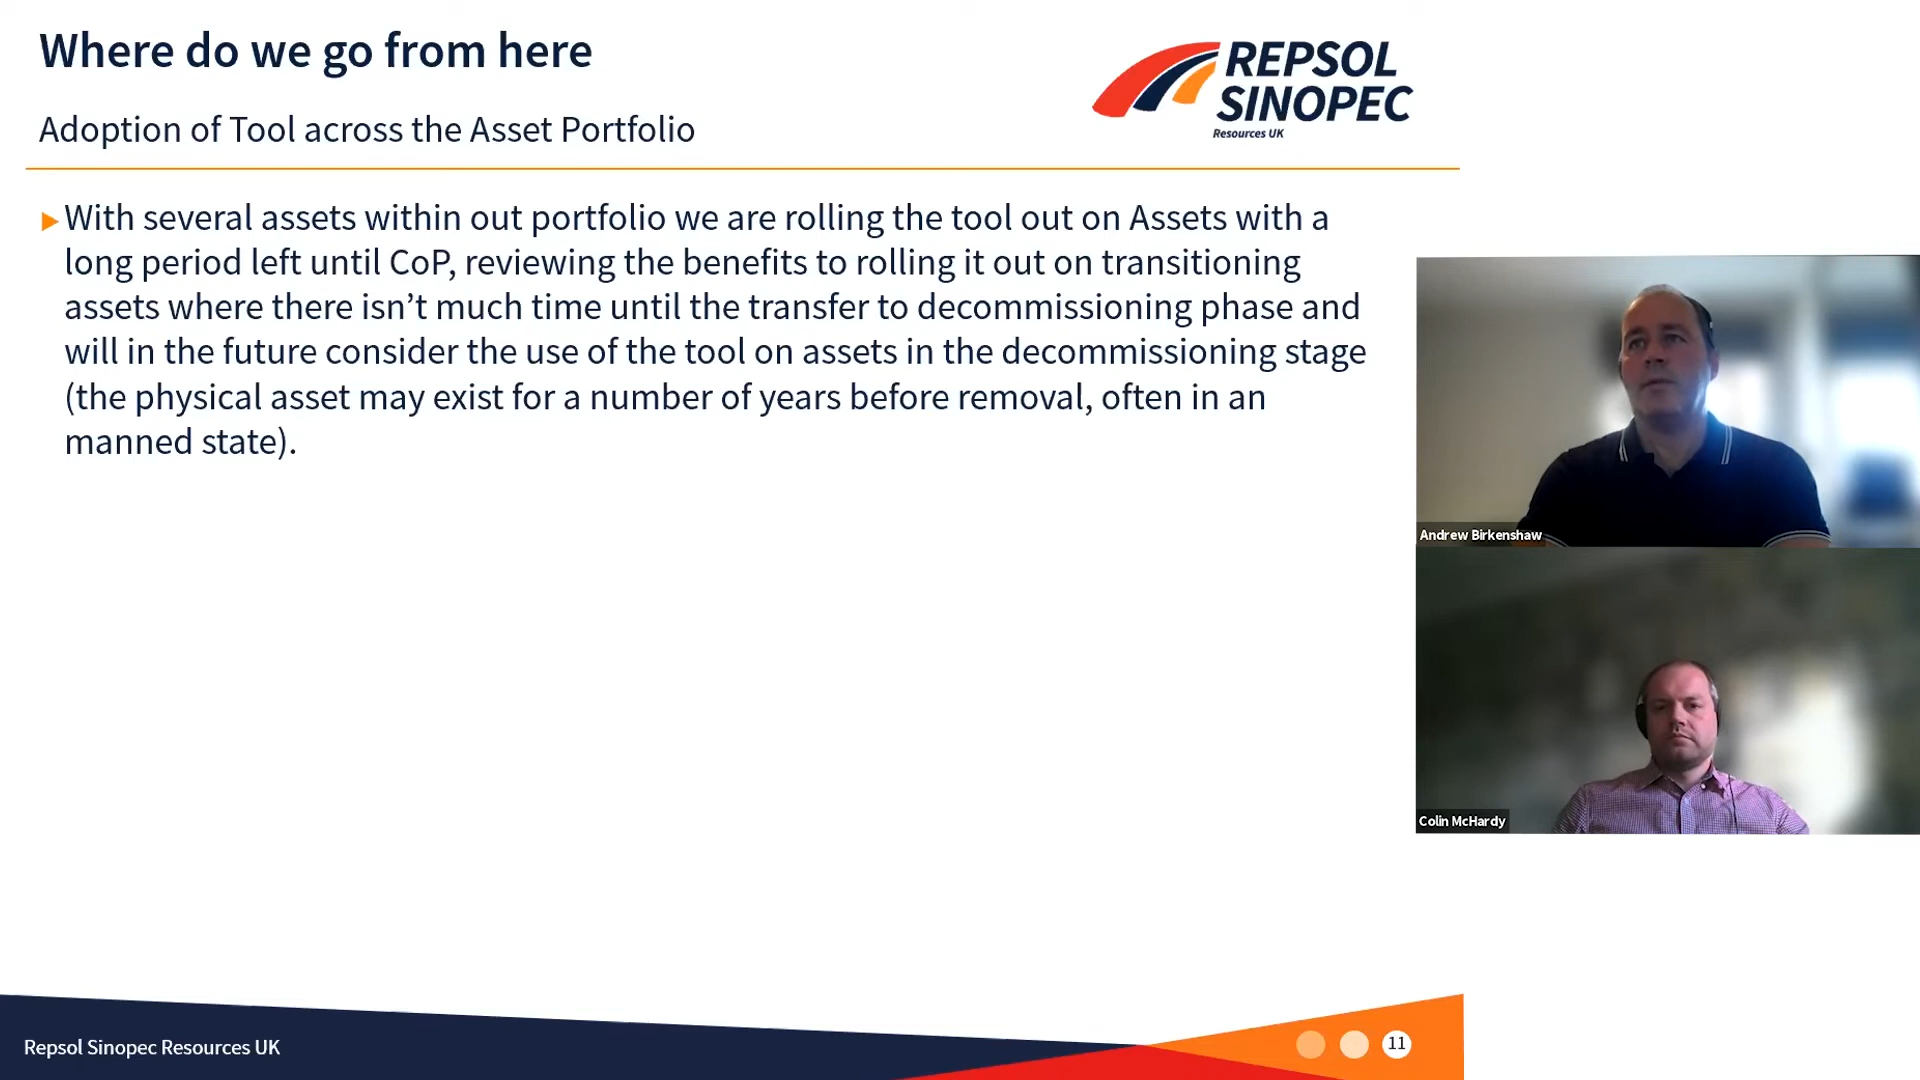 Where do we go from here
Adoption of Tool across the Asset Portfolio
REPSOL
SINOPEC
Resources UK
With several assets within out portfolio we are rolling the tool out on Assets with a
long period left until CoP, reviewing the benefits to rolling it out on transitioning
assets where there isn’t much time until the transfer to decommissioning phase and
will in the future consider the use of the tool on assets in the decommissioning stage
(the physical asset may exist for a number of years before removal, often in an
manned state).
Andrew Birkenshaw
Colin McHardy
Repsol Sinopec Resources UK
11